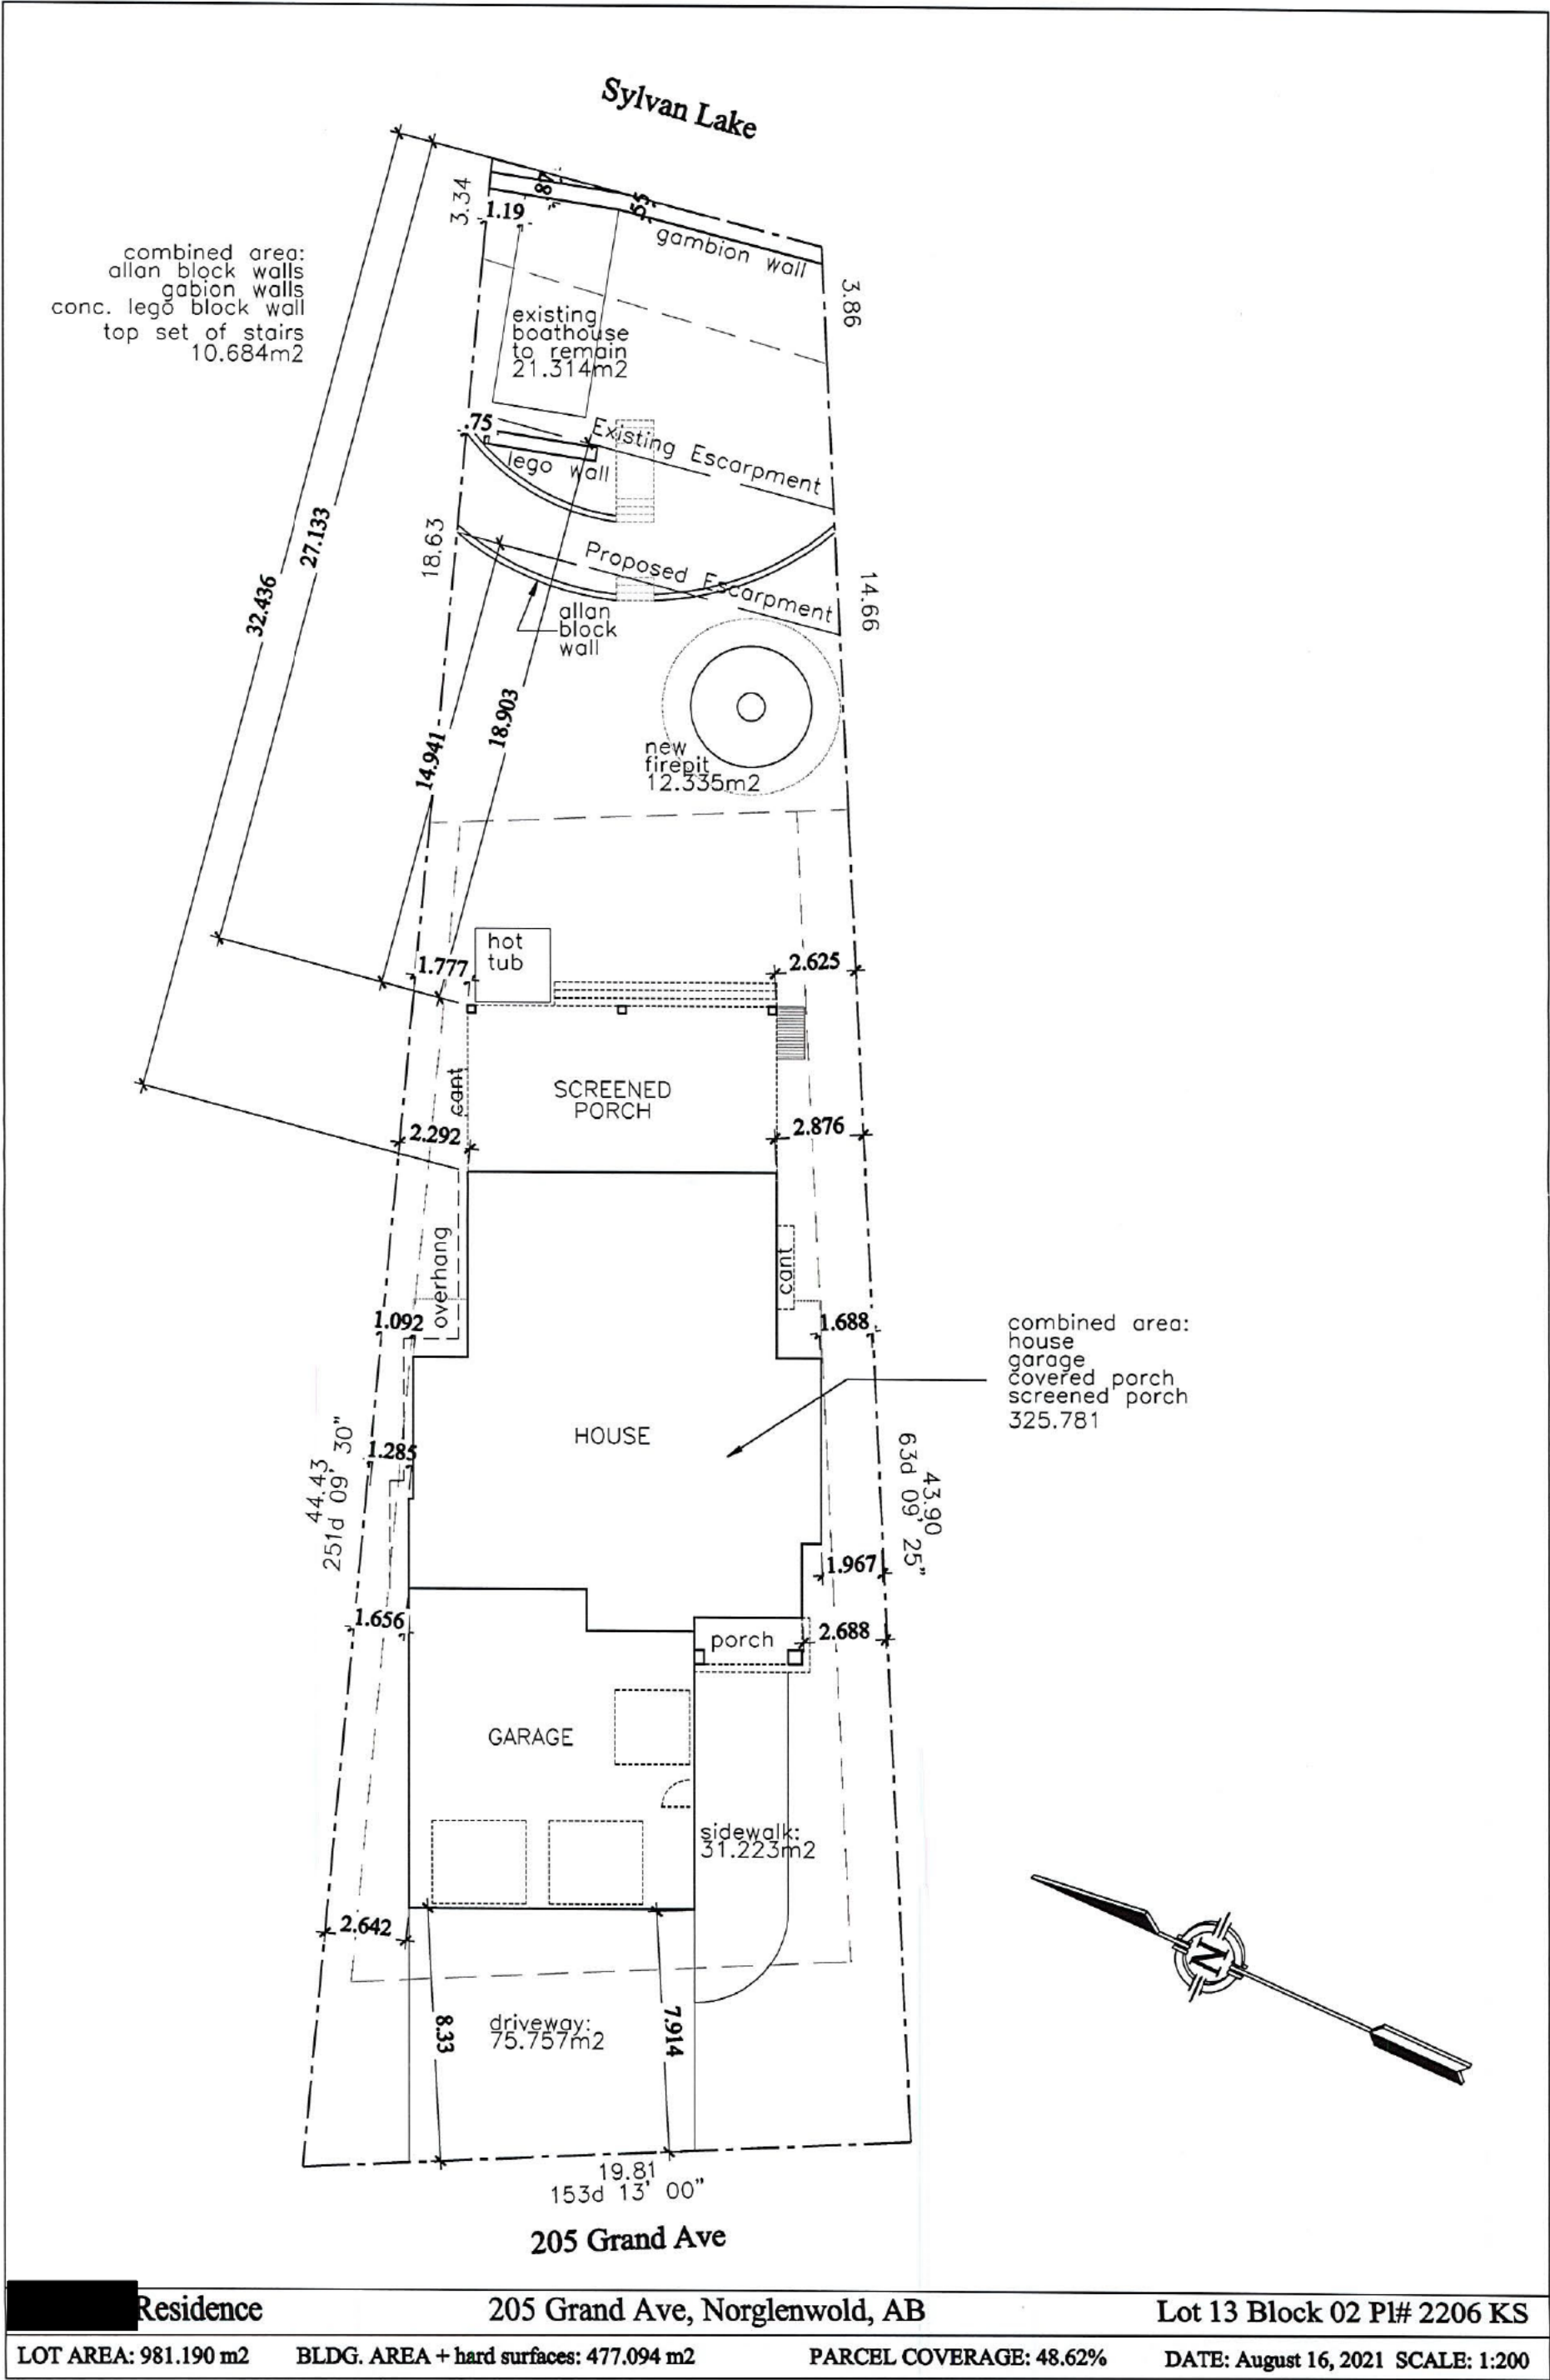 Sylvan Lake
3.34
.87
.55
1.19
gambion wall
combined area:
allan block walls
gabion walls
conc. lego block wall
top set of stairs
10.684m2
3.86
existing
boathouse
to remain
21.314m2
.75
Existing Escarpment
lego wall
27.133
18.63
Proposed Escarpment
32.436
14.66
allan
block
wall
18.903
14.941
new
firepit
12.335m2
hot
tub
1.777
2.625
SCREENED
PORCH
cant
2.292
2.876
overhang
cant
1.092
1.688
combined area:
house
garage
covered porch
screened porch
325.781
HOUSE
1.285
44.43
251d 09' 30"
43.90
63d 09' 25"
1.967
1.656
porch
2.688
GARAGE
sidewalk:
31.223m2
2.642
N
8.33
driveway:
75.757m2
7.914
19.81
153d 13' 00"
205 Grand Ave
Residence 205 Grand Ave, Norglenwold, AB Lot 13 Block 02 Pl# 2206 KS
LOT AREA: 981.190 m2 BLDG. AREA + hard surfaces: 477.094 m2 PARCEL COVERAGE: 48.62% DATE: August 16, 2021 SCALE: 1:200